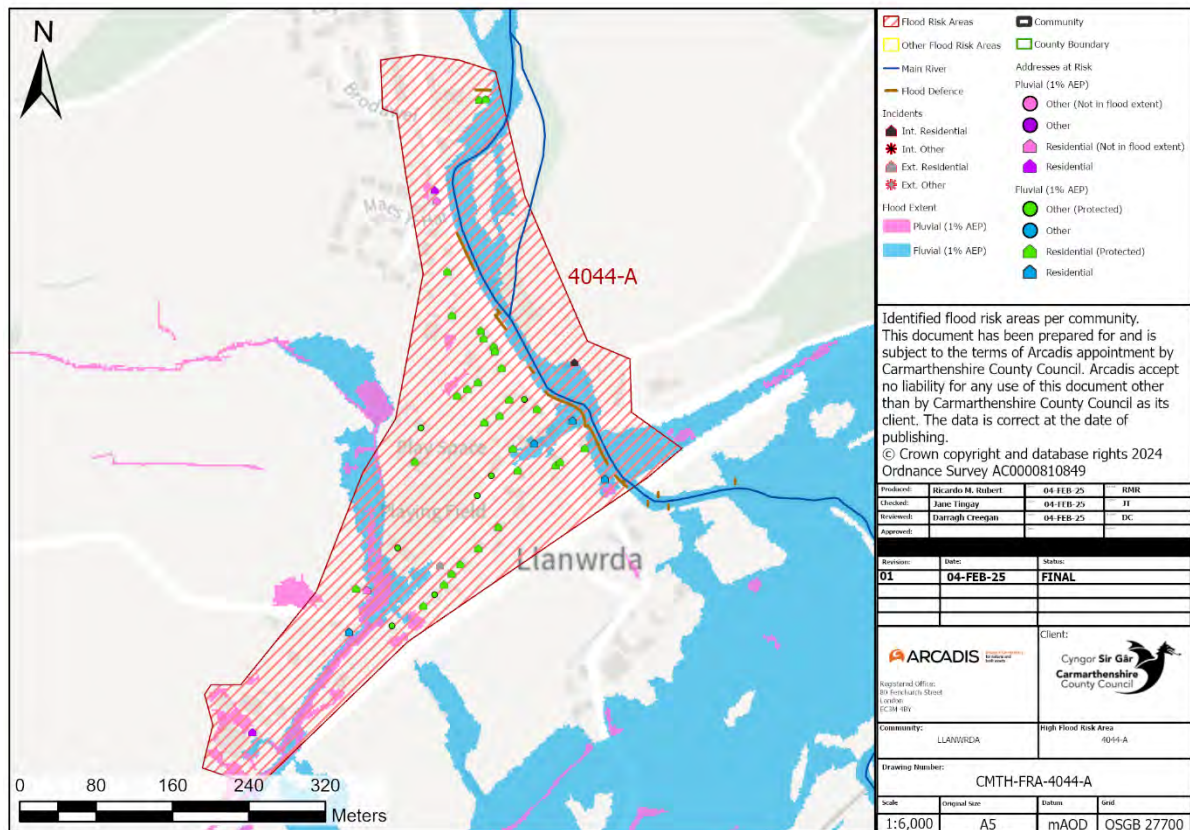 N
Brodawel
4044-A
Play Space
Playing Field
Llanwrda
0 80 160 240 320
Meters
Flood Risk Areas
Other Flood Risk Areas
Main River
Flood Defence
Incidents
Int. Residential
Int. Other
Ext. Residential
Ext. Other
Flood Extent
Pluvial (1% AEP)
Fluvial (1% AEP)
Community
County Boundary
Addresses at Risk
Pluvial (1% AEP)
Other (Not in flood extent)
Other
Residential (Not in flood extent)
Residential
Fluvial (1% AEP)
Other (Protected)
Other
Residential (Protected)
Residential
Identified flood risk areas per community.
This document has been prepared for and is
subject to the terms of Arcadis appointment by
Carmarthenshire County Council. Arcadis accept
no liability for any use of this document other
than by Carmarthenshire County Council as its
client. The data is correct at the date of
publishing.
© Crown copyright and database rights 2024
Ordnance Survey AC0000810849
Produced: Ricardo M. Rubert 04-FEB-25 RMR
Checked: Jane Tingay 04-FEB-25 JT
Reviewed: Darragh Creegan 04-FEB-25 DC
Approved:
Revision: Date: Status:
01 04-FEB-25 FINAL
ARCADIS
Registered Office:
80 Fenchurch Street
London
EC3M 4BY
Client:
Cyngor Sir Gâr
Carmarthenshire
County Council
Community: High Flood Risk Area
LLANWRDA 4044-A
Drawing Number:
CMTH-FRA-4044-A
Scale Original Size Datum Grid
1:6,000 A5 mAOD OSGB 27700